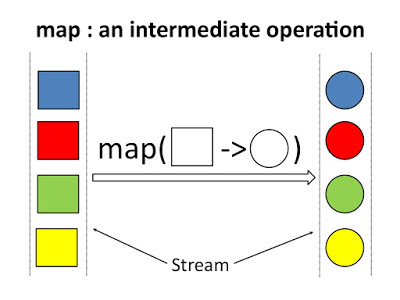 map : an intermediate operation
map( -> )
Stream